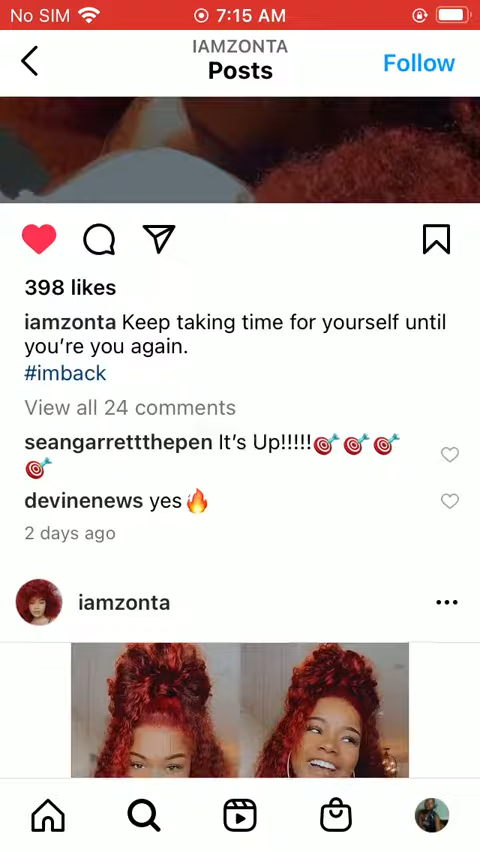 No SIM 7:15 AM
IAMZONTA
Posts
Follow
398 likes
iamzonta Keep taking time for yourself until
you're you again.
#imback
View all 24 comments
seangarrettthepen It's Up!!!!!🎯🎯🎯
🎯
devinenews yes🔥
2 days ago
iamzonta